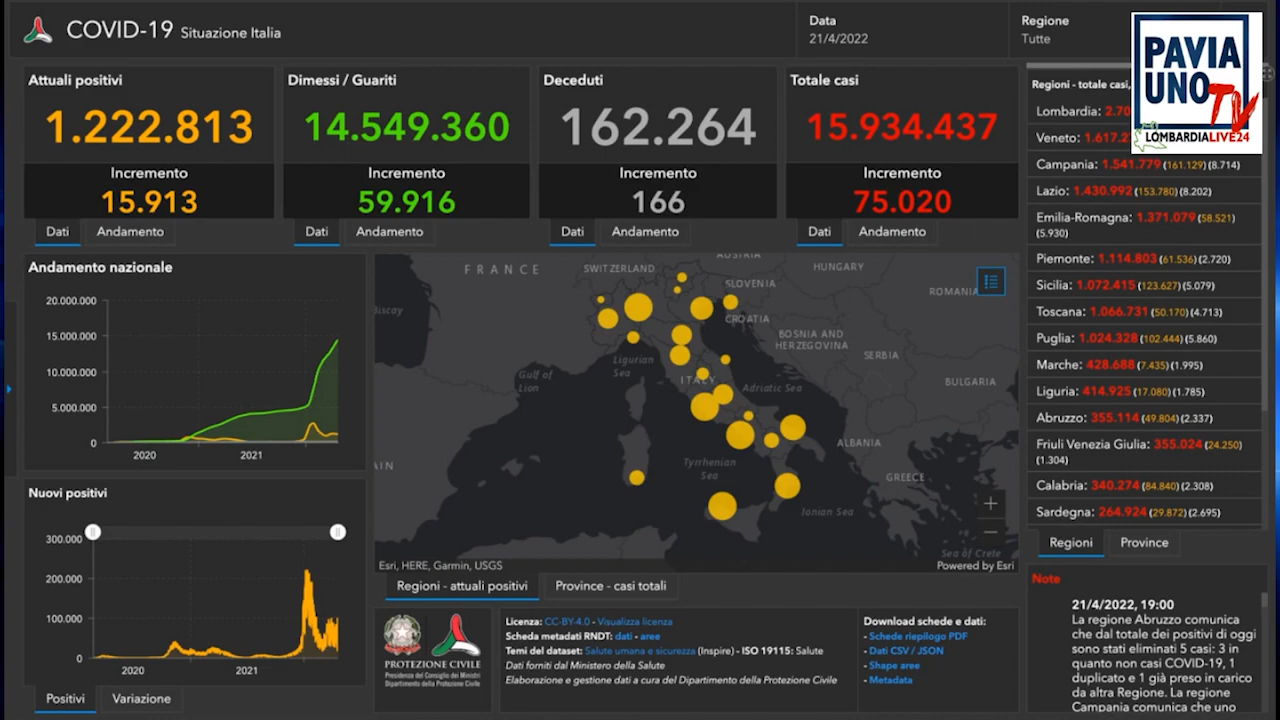 COVID-19 Situazione Italia
Data
21/4/2022
Regione
Tutte
PAVIA
UNO
TV
LOMBARDIALIVE24
Attuali positivi
1.222.813
Incremento
15.913
Dati
Andamento
Dimessi / Guariti
14.549.360
Incremento
59.916
Dati
Andamento
Deceduti
162.264
Incremento
166
Dati
Andamento
Totale casi
15.934.437
Incremento
75.020
Dati
Andamento
Regioni - totale casi,
Lombardia: 2.70
Veneto: 1.617.2
Campania: 1.541.779 (161.129) (8.714)
Lazio: 1.430.992 (153.780) (8.202)
Emilia-Romagna: 1.371.079 (58.521)
(5.930)
Piemonte: 1.114.803 (61.536) (2.720)
Sicilia: 1.072.415 (123.627) (5.079)
Toscana: 1.066.731 (50.170) (4.713)
Puglia: 1.024.328 (102.444) (5.860)
Marche: 428.688 (7.435) (1.995)
Liguria: 414.925 (17.080) (1.785)
Abruzzo: 355.114 (49.804) (2.337)
Friuli Venezia Giulia: 355.024 (24.250)
(1.304)
Calabria: 340.274 (84.840) (2.308)
Sardegna: 264.924 (29.872) (2.695)
Regioni
Province
Andamento nazionale
20.000.000
15.000.000
10.000.000
5.000.000
0
2020
2021
Nuovi positivi
300.000
200.000
100.000
0
2020
2021
Positivi
Variazione
FRANCE
SWITZERLAND
AUSTRIA
HUNGARY
SLOVENIA
ROMANIA
CROATIA
BOSNIA AND
HERZEGOVINA
SERBIA
Biscay
Ligurian
Sea
Gulf of
Lion
ITALY
Adriatic Sea
BULGARIA
ALBANIA
AIN
Tyrrhenian
Sea
GREECE
Ionian Sea
Sea of Crete
Esri, HERE, Garmin, USGS
Powered by Esri
Regioni - attuali positivi
Province - casi totali
PROTEZIONE CIVILE
Presidenza del Consiglio dei Ministri
Dipartimento della Protezione Civile
Licenza: CC-BY-4.0 - Visualizza licenza
Scheda metadati RNDT: dati - aree
Temi del dataset: Salute umana e sicurezza (Inspire) - ISO 19115: Salute
Dati forniti dal Ministero della Salute
Elaborazione e gestione dati a cura del Dipartimento della Protezione Civile
Download schede e dati:
- Schede riepilogo PDF
- Dati CSV / JSON
- Shape aree
- Metadata
Note
21/4/2022, 19:00
La regione Abruzzo comunica
che dal totale dei positivi di oggi
sono stati eliminati 5 casi: 3 in
quanto non casi COVID-19, 1
duplicato e 1 già preso in carico
da altra Regione. La regione
Campania comunica che uno